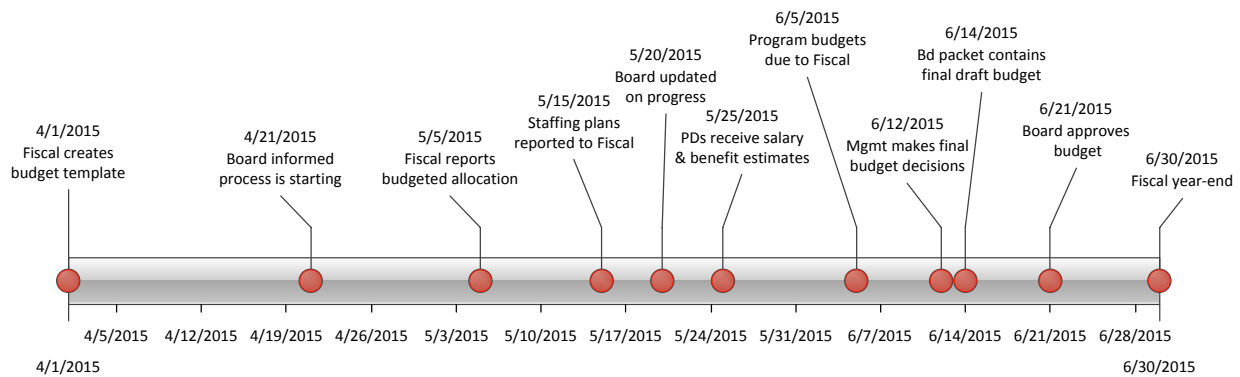 4/1/2015
Fiscal creates
budget template
4/21/2015
Board informed
process is starting
5/5/2015
Fiscal reports
budgeted allocation
5/15/2015
Staffing plans
reported to Fiscal
5/20/2015
Board updated
on progress
5/25/2015
PDs receive salary
& benefit estimates
6/5/2015
Program budgets
due to Fiscal
6/12/2015
Mgmt makes final
budget decisions
6/14/2015
Bd packet contains
final draft budget
6/21/2015
Board approves
budget
6/30/2015
Fiscal year-end
4/5/2015 4/12/2015 4/19/2015 4/26/2015 5/3/2015 5/10/2015 5/17/2015 5/24/2015 5/31/2015 6/7/2015 6/14/2015 6/21/2015 6/28/2015
4/1/2015 6/30/2015